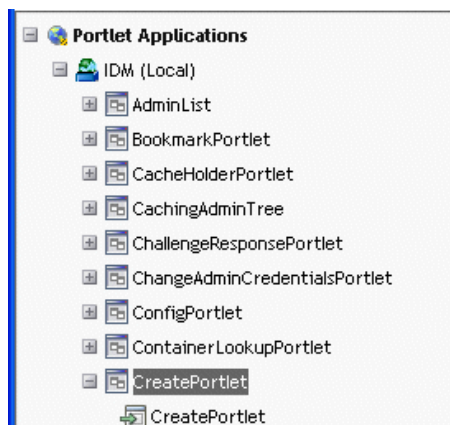 Portlet Applications
IDM (Local)
AdminList
BookmarkPortlet
CacheHolderPortlet
CachingAdminTree
ChallengeResponsePortlet
ChangeAdminCredentialsPortlet
ConfigPortlet
ContainerLookupPortlet
CreatePortlet
CreatePortlet